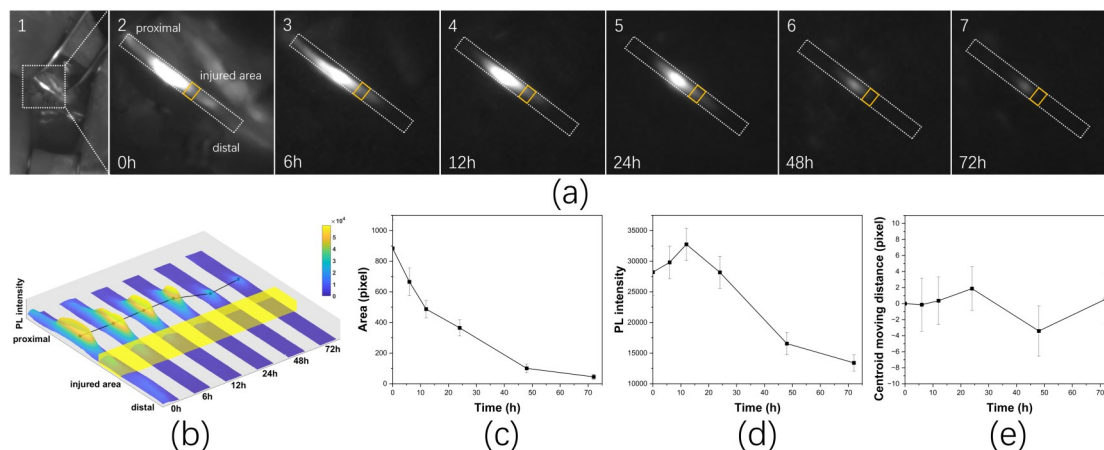 1
2
proximal
injured area
distal
0h
3
6h
4
12h
5
24h
6
48h
7
72h
(a)
× 10⁴
6
5
4
3
2
1
0
PL intensity
proximal
injured area
distal
0h
6h
12h
24h
48h
72h
(b)
Area (pixel)
1000
800
600
400
200
0
0 10 20 30 40 50 60 70
Time (h)
(c)
PL intensity
35000
30000
25000
20000
15000
10000
0 10 20 30 40 50 60 70
Time (h)
(d)
Centroid moving distance (pixel)
10
8
6
4
2
0
−2
−4
−6
−8
−10
0 10 20 30 40 50 60 70
Time (h)
(e)